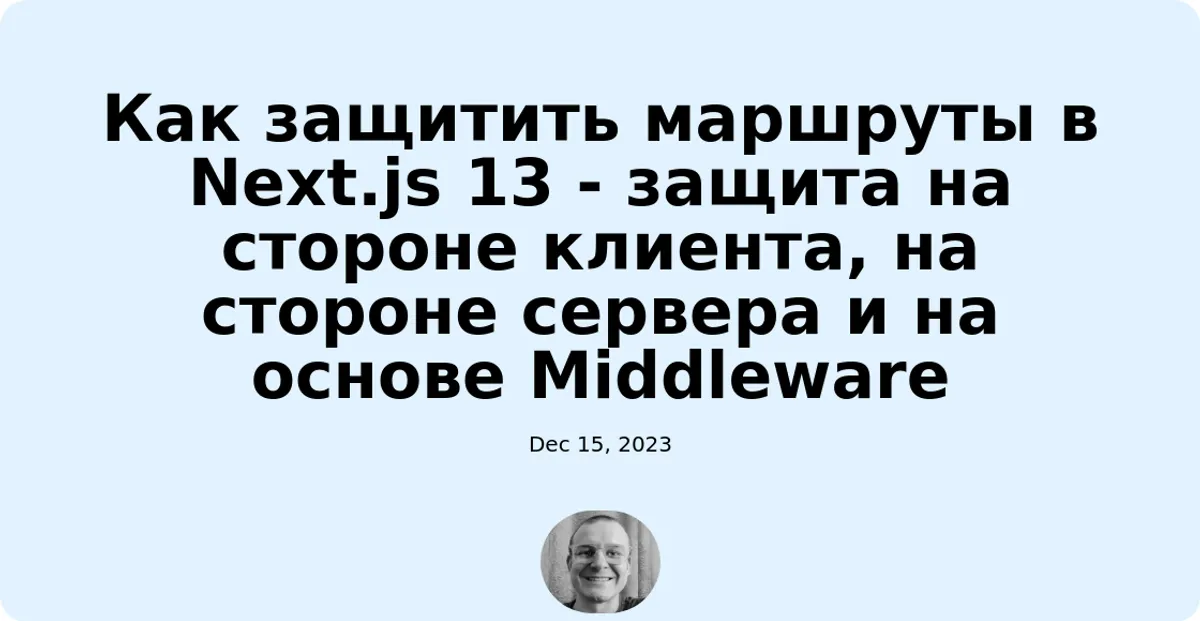 Как защитить маршруты в
Next.js 13 - защита на
стороне клиента, на
стороне сервера и на
основе Middleware
Dec 15, 2023